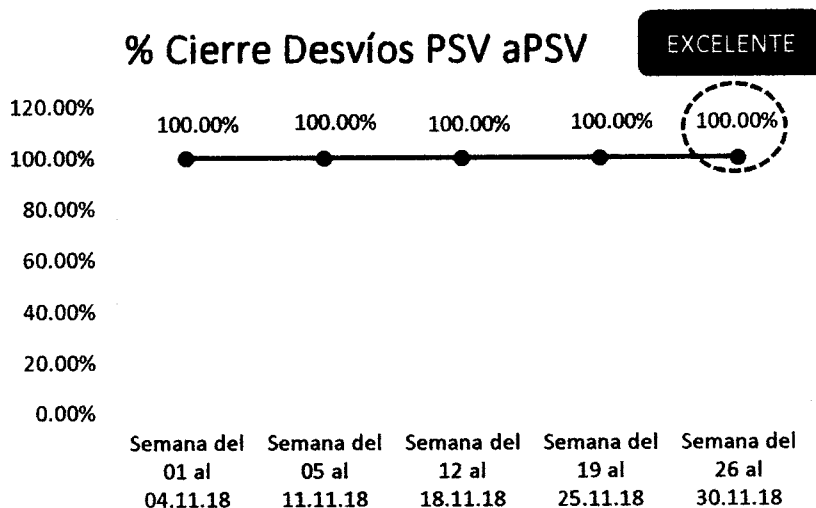 % Cierre Desvíos PSV aPSV
EXCELENTE
120.00%
100.00%
80.00%
60.00%
40.00%
20.00%
0.00%
100.00%
100.00%
100.00%
100.00%
100.00%
Semana del
01 al
04.11.18
Semana del
05 al
11.11.18
Semana del
12 al
18.11.18
Semana del
19 al
25.11.18
Semana del
26 al
30.11.18